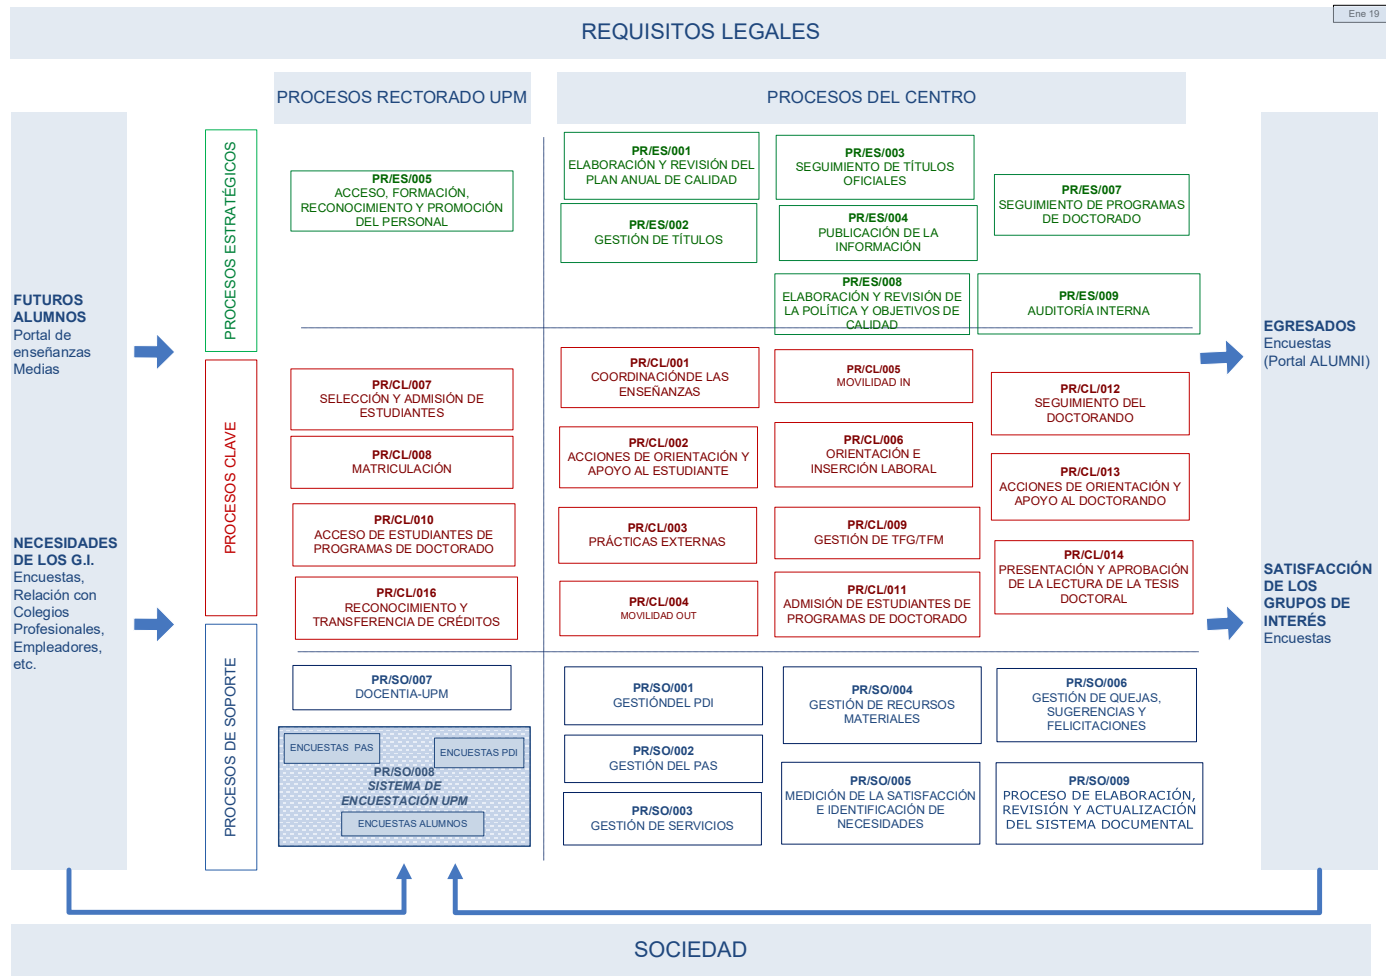 Ene 19
REQUISITOS LEGALES
PROCESOS RECTORADO UPM
PROCESOS DEL CENTRO
FUTUROS
ALUMNOS
Portal de
enseñanzas
Medias
NECESIDADES
DE LOS G.I.
Encuestas,
Relación con
Colegios
Profesionales,
Empleadores,
etc.
PROCESOS ESTRATÉGICOS
PR/ES/005
ACCESO, FORMACIÓN,
RECONOCIMIENTO Y PROMOCIÓN
DEL PERSONAL
PR/ES/001
ELABORACIÓN Y REVISIÓN DEL
PLAN ANUAL DE CALIDAD
PR/ES/002
GESTIÓN DE TÍTULOS
PR/ES/003
SEGUIMIENTO DE TÍTULOS
OFICIALES
PR/ES/004
PUBLICACIÓN DE LA
INFORMACIÓN
PR/ES/007
SEGUIMIENTO DE PROGRAMAS
DE DOCTORADO
PR/ES/008
ELABORACIÓN Y REVISIÓN DE
LA POLÍTICA Y OBJETIVOS DE
CALIDAD
PR/ES/009
AUDITORÍA INTERNA
PROCESOS CLAVE
PR/CL/007
SELECCIÓN Y ADMISIÓN DE
ESTUDIANTES
PR/CL/008
MATRICULACIÓN
PR/CL/010
ACCESO DE ESTUDIANTES DE
PROGRAMAS DE DOCTORADO
PR/CL/016
RECONOCIMIENTO Y
TRANSFERENCIA DE CRÉDITOS
PR/CL/001
COORDINACIÓNDE LAS
ENSEÑANZAS
PR/CL/002
ACCIONES DE ORIENTACIÓN Y
APOYO AL ESTUDIANTE
PR/CL/003
PRÁCTICAS EXTERNAS
PR/CL/004
MOVILIDAD OUT
PR/CL/005
MOVILIDAD IN
PR/CL/006
ORIENTACIÓN E
INSERCIÓN LABORAL
PR/CL/009
GESTIÓN DE TFG/TFM
PR/CL/011
ADMISIÓN DE ESTUDIANTES DE
PROGRAMAS DE DOCTORADO
PR/CL/012
SEGUIMIENTO DEL
DOCTORANDO
PR/CL/013
ACCIONES DE ORIENTACIÓN Y
APOYO AL DOCTORANDO
PR/CL/014
PRESENTACIÓN Y APROBACIÓN
DE LA LECTURA DE LA TESIS
DOCTORAL
PROCESOS DE SOPORTE
PR/SO/007
DOCENTIA-UPM
ENCUESTAS PAS
ENCUESTAS PDI
PR/SO/008
SISTEMA DE
ENCUESTACIÓN UPM
ENCUESTAS ALUMNOS
PR/SO/001
GESTIÓNDEL PDI
PR/SO/002
GESTIÓN DEL PAS
PR/SO/003
GESTIÓN DE SERVICIOS
PR/SO/004
GESTIÓN DE RECURSOS
MATERIALES
PR/SO/005
MEDICIÓN DE LA SATISFACCIÓN
E IDENTIFICACIÓN DE
NECESIDADES
PR/SO/006
GESTIÓN DE QUEJAS,
SUGERENCIAS Y
FELICITACIONES
PR/SO/009
PROCESO DE ELABORACIÓN,
REVISIÓN Y ACTUALIZACIÓN
DEL SISTEMA DOCUMENTAL
EGRESADOS
Encuestas
(Portal ALUMNI)
SATISFACCIÓN
DE LOS
GRUPOS DE
INTERÉS
Encuestas
SOCIEDAD